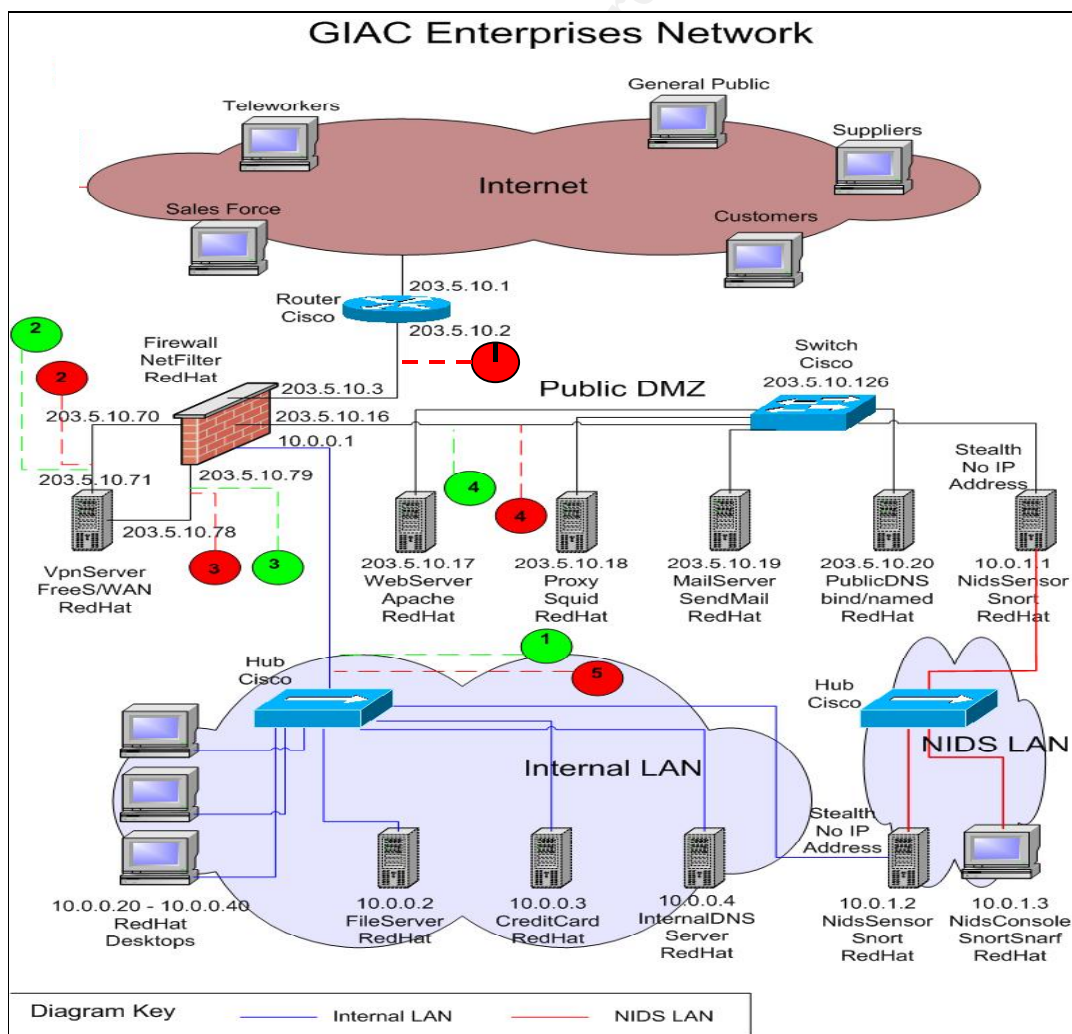 GIAC Enterprises Network
General Public
Teleworkers
Suppliers
Internet
Sales Force
Customers
203.5.10.1
Router
Cisco
203.5.10.2
2
Firewall
NetFilter
RedHat
Switch
Cisco
203.5.10.126
2
203.5.10.3
Public DMZ
203.5.10.70
203.5.10.16
10.0.0.1
Stealth
No IP
Address
203.5.10.71
203.5.10.79
4
4
203.5.10.78
3
3
VpnServer
FreeS/WAN
RedHat
203.5.10.17
WebServer
Apache
RedHat
203.5.10.18
Proxy
Squid
RedHat
203.5.10.19
MailServer
SendMail
RedHat
203.5.10.20
PublicDNS
bind/named
RedHat
10.0.1.1
NidsSensor
Snort
RedHat
1
5
Hub
Cisco
Hub
Cisco
NIDS LAN
Internal LAN
Stealth
No IP
Address
10.0.0.20 - 10.0.0.40
RedHat
Desktops
10.0.0.2
FileServer
RedHat
10.0.0.3
CreditCard
RedHat
10.0.0.4
InternalDNS
Server
RedHat
10.0.1.2
NidsSensor
Snort
RedHat
10.0.1.3
NidsConsole
SnortSnarf
RedHat
Diagram Key
Internal LAN
NIDS LAN